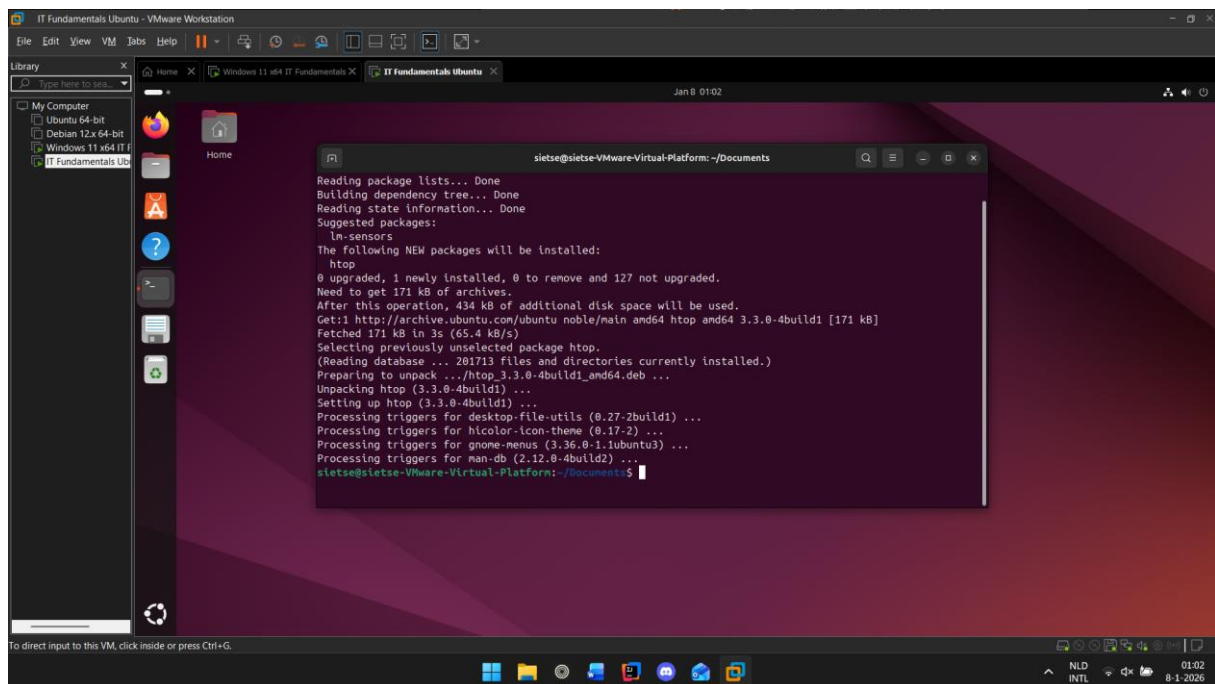 IT Fundamentals Ubuntu - VMware Workstation
File Edit View VM Tabs Help
Library X
Type here to sea...
Home X Windows 11 x64 IT Fundamentals X IT Fundamentals Ubuntu X
Jan 8 01:02
My Computer
Ubuntu 64-bit
Debian 12.x 64-bit
Windows 11 x64 IT F
IT Fundamentals Ub
Home
sietse@sietse-VMware-Virtual-Platform: ~/Documents
Reading package lists... Done
Building dependency tree... Done
Reading state information... Done
Suggested packages:
lm-sensors
The following NEW packages will be installed:
htop
0 upgraded, 1 newly installed, 0 to remove and 127 not upgraded.
Need to get 171 kB of archives.
After this operation, 434 kB of additional disk space will be used.
Get:1 http://archive.ubuntu.com/ubuntu noble/main amd64 htop amd64 3.3.0-4build1 [171 kB]
Fetched 171 kB in 3s (65.4 kB/s)
Selecting previously unselected package htop.
(Reading database ... 201713 files and directories currently installed.)
Preparing to unpack .../htop_3.3.0-4build1_amd64.deb ...
Unpacking htop (3.3.0-4build1) ...
Setting up htop (3.3.0-4build1) ...
Processing triggers for desktop-file-utils (0.27-2build1) ...
Processing triggers for hicolor-icon-theme (0.17-2) ...
Processing triggers for gnome-menus (3.36.0-1.1ubuntu3) ...
Processing triggers for man-db (2.12.0-4build2) ...
sietse@sietse-VMware-Virtual-Platform:~/Documents$
To direct input to this VM, click inside or press Ctrl+G.
NLD 01:02
INTL 8-1-2026